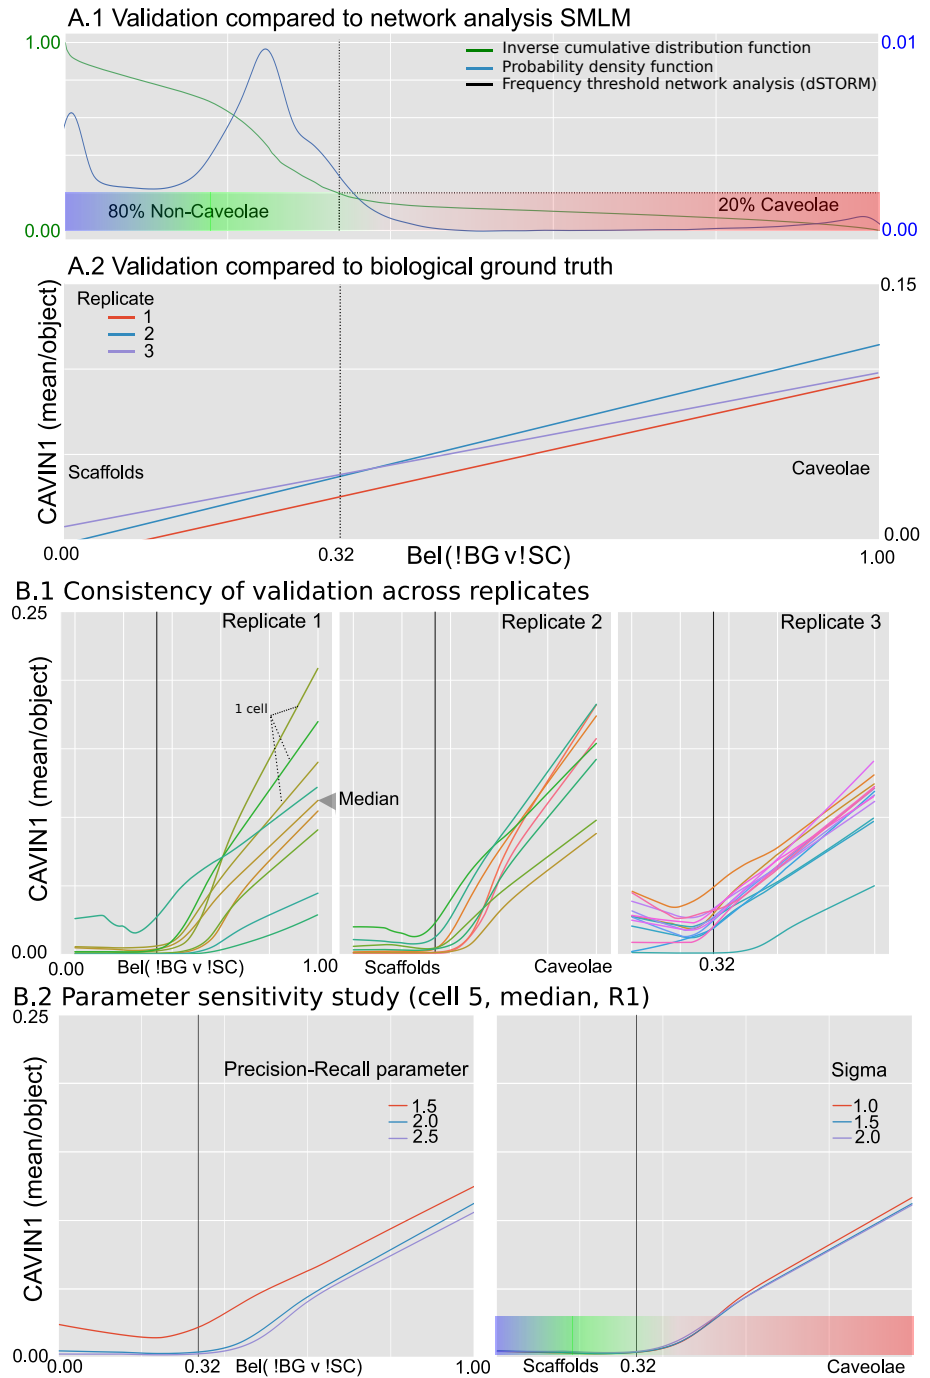 A.1 Validation compared to network analysis SMLM
1.00
0.01
Inverse cumulative distribution function
Probability density function
Frequency threshold network analysis (dSTORM)
80% Non-Caveolae
20% Caveolae
0.00
0.00
A.2 Validation compared to biological ground truth
0.15
CAVIN1 (mean/object)
Replicate
1
2
3
Scaffolds
Caveolae
0.00
0.00
0.32
Bel(!BG v!SC)
1.00
B.1 Consistency of validation across replicates
0.25
CAVIN1 (mean/object)
Replicate 1
Replicate 2
Replicate 3
1 cell
Median
0.00
0.00
Bel( !BG v !SC)
1.00
Scaffolds
Caveolae
0.32
B.2 Parameter sensitivity study (cell 5, median, R1)
0.25
CAVIN1 (mean/object)
Precision-Recall parameter
1.5
2.0
2.5
Sigma
1.0
1.5
2.0
0.00
0.00
0.32
Bel( !BG v !SC)
1.00
Scaffolds
0.32
Caveolae